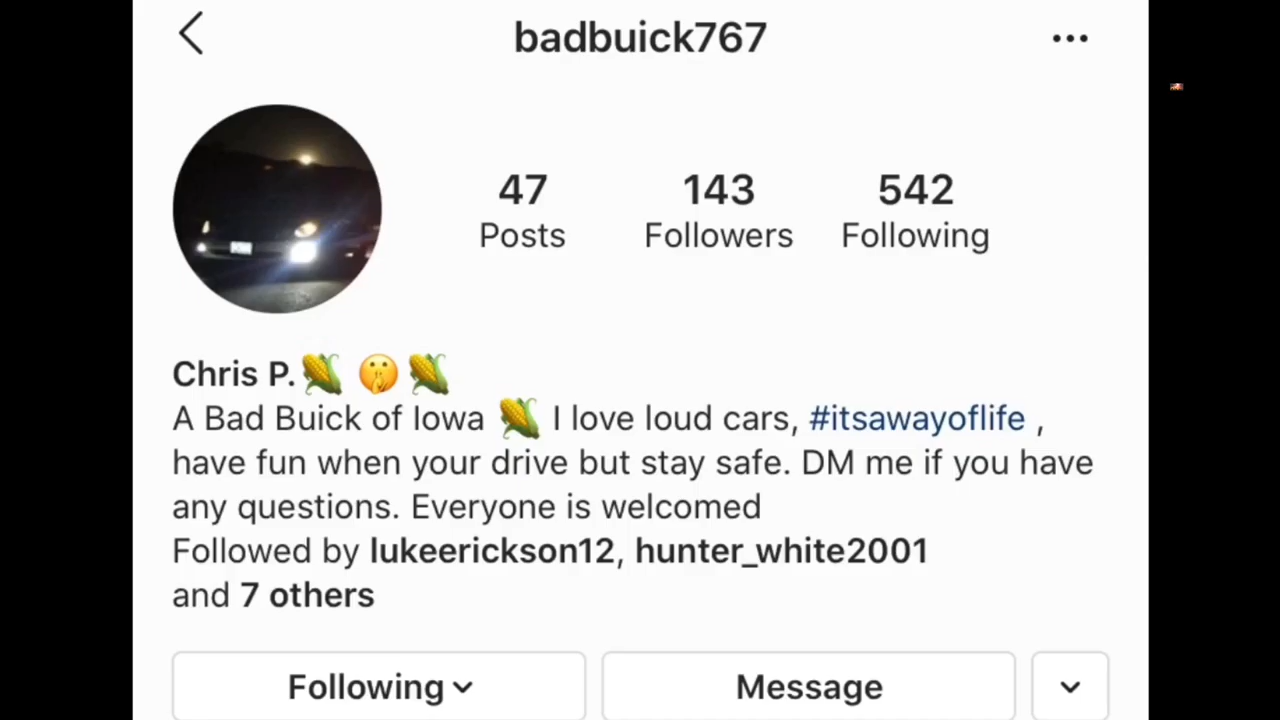 badbuick767
47 143 542
Posts Followers Following
Chris P.🌽 🤫 🌽
A Bad Buick of Iowa 🌽 I love loud cars, #itsawayoflife ,
have fun when your drive but stay safe. DM me if you have
any questions. Everyone is welcomed
Followed by lukeerickson12, hunter_white2001
and 7 others
Following Message